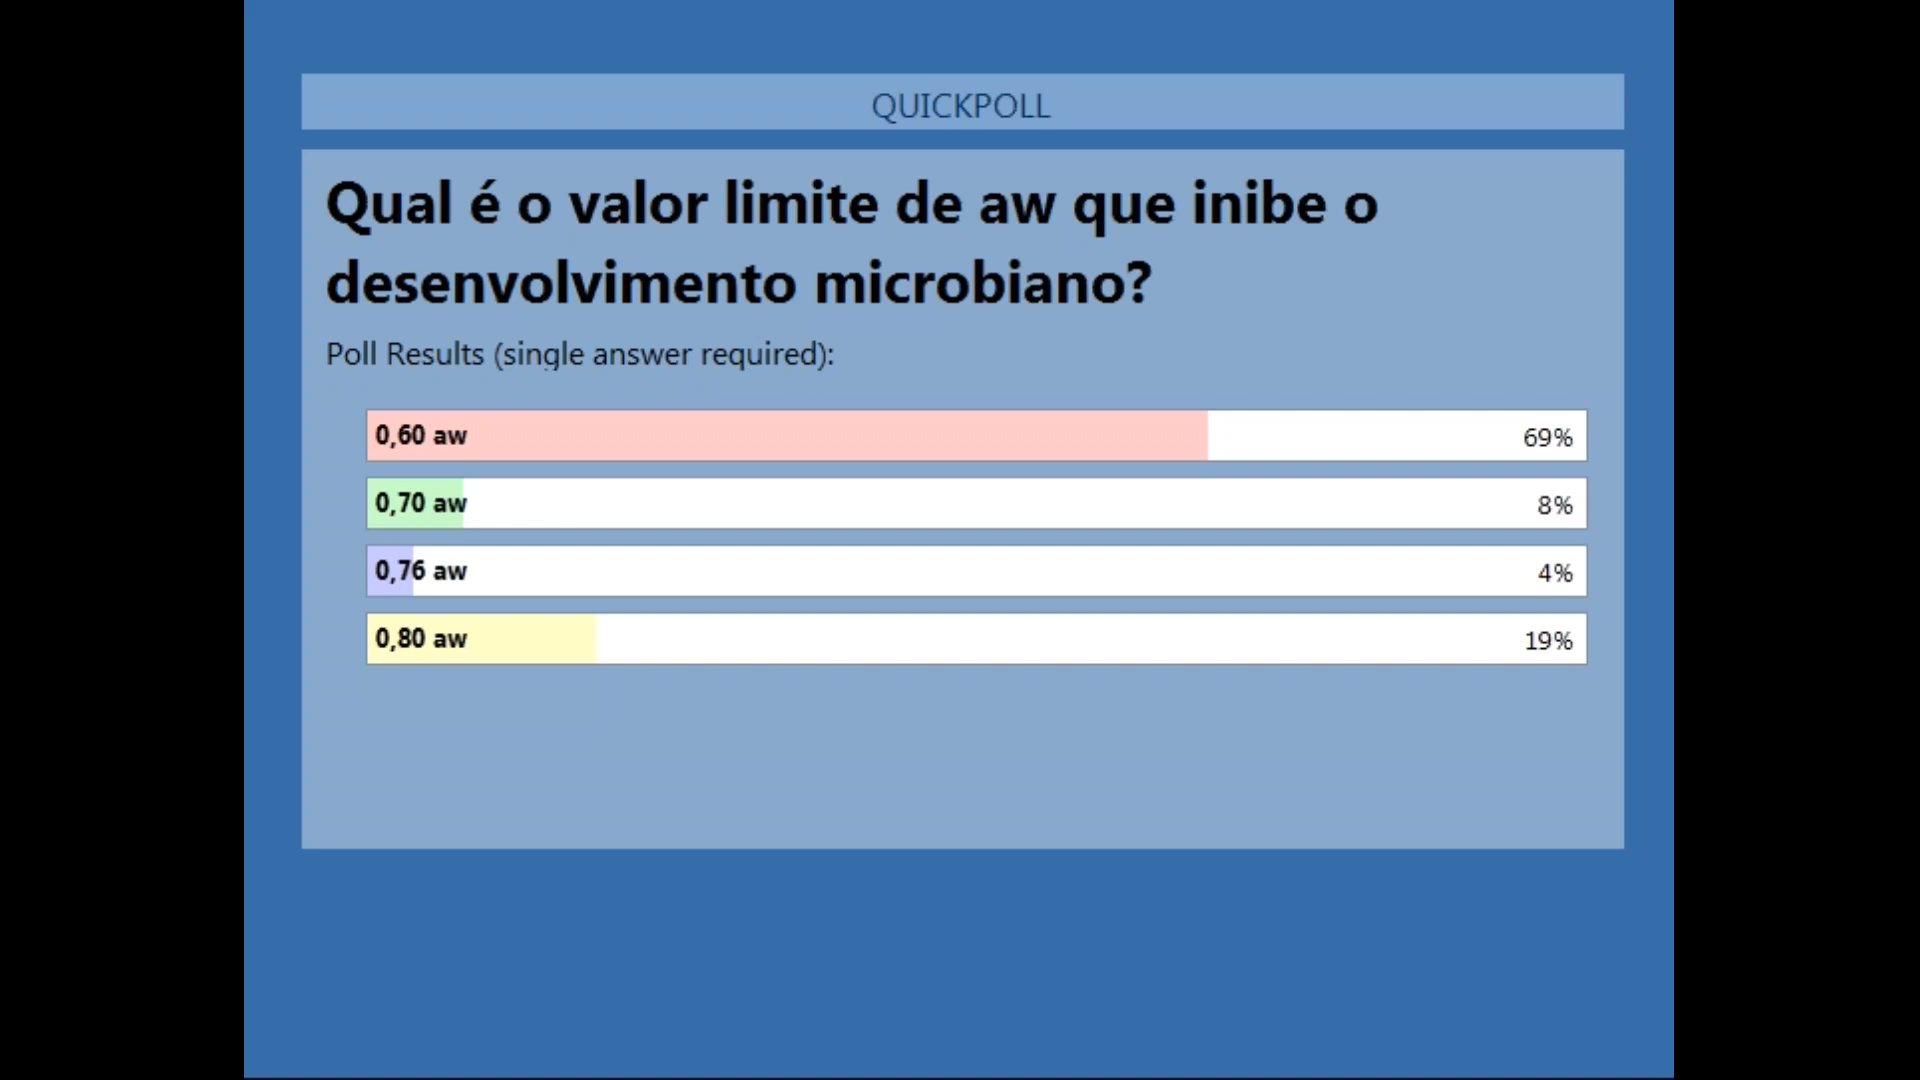 QUICKPOLL
Qual é o valor limite de aw que inibe o
desenvolvimento microbiano?
Poll Results (single answer required):
0,60 aw 69%
0,70 aw 8%
0,76 aw 4%
0,80 aw 19%